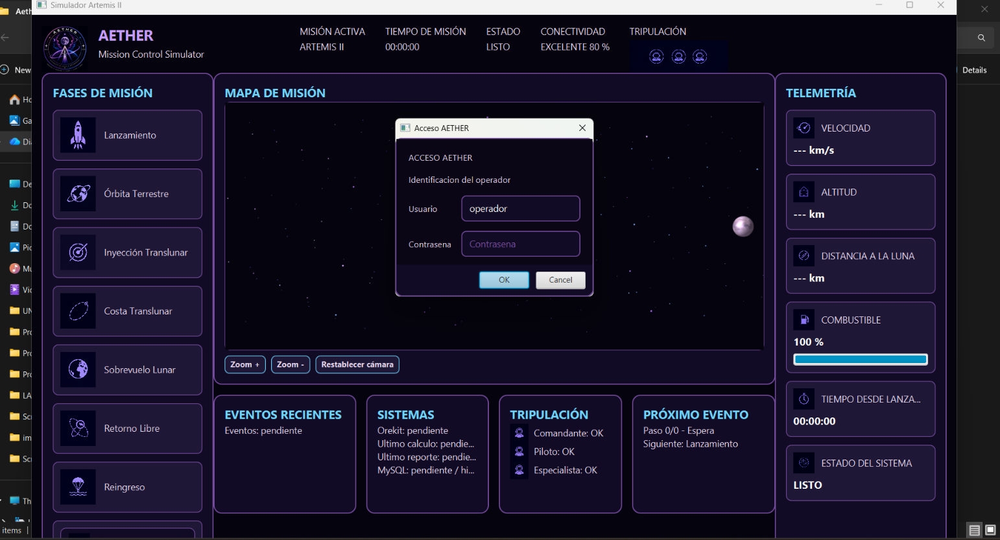 Aeth
Simulador Artemis II
New
Details
Ho
Ga
De
Do
Do
Pic
Mu
Vid
UN
Pro
Pro
Pro
LA
Scr
im
Scr
Th
items
AETHER
AETHER
Mission Control Simulator
MISIÓN ACTIVA
ARTEMIS II
TIEMPO DE MISIÓN
00:00:00
ESTADO
LISTO
CONECTIVIDAD
EXCELENTE 80 %
TRIPULACIÓN
FASES DE MISIÓN
Lanzamiento
Órbita Terrestre
Inyección Translunar
Costa Translunar
Sobrevuelo Lunar
Retorno Libre
Reingreso
MAPA DE MISIÓN
Acceso AETHER
ACCESO AETHER
Identificacion del operador
Usuario
operador
Contrasena
Contrasena
OK
Cancel
Zoom +
Zoom -
Restablecer cámara
EVENTOS RECIENTES
Eventos: pendiente
SISTEMAS
Orekit: pendiente
Ultimo calculo: pendie...
Ultimo reporte: pendie...
MySQL: pendiente / hi...
TRIPULACIÓN
Comandante: OK
Piloto: OK
Especialista: OK
PRÓXIMO EVENTO
Paso 0/0 - Espera
Siguiente: Lanzamiento
TELEMETRÍA
VELOCIDAD
--- km/s
ALTITUD
--- km
DISTANCIA A LA LUNA
--- km
COMBUSTIBLE
100 %
TIEMPO DESDE LANZA...
00:00:00
ESTADO DEL SISTEMA
LISTO